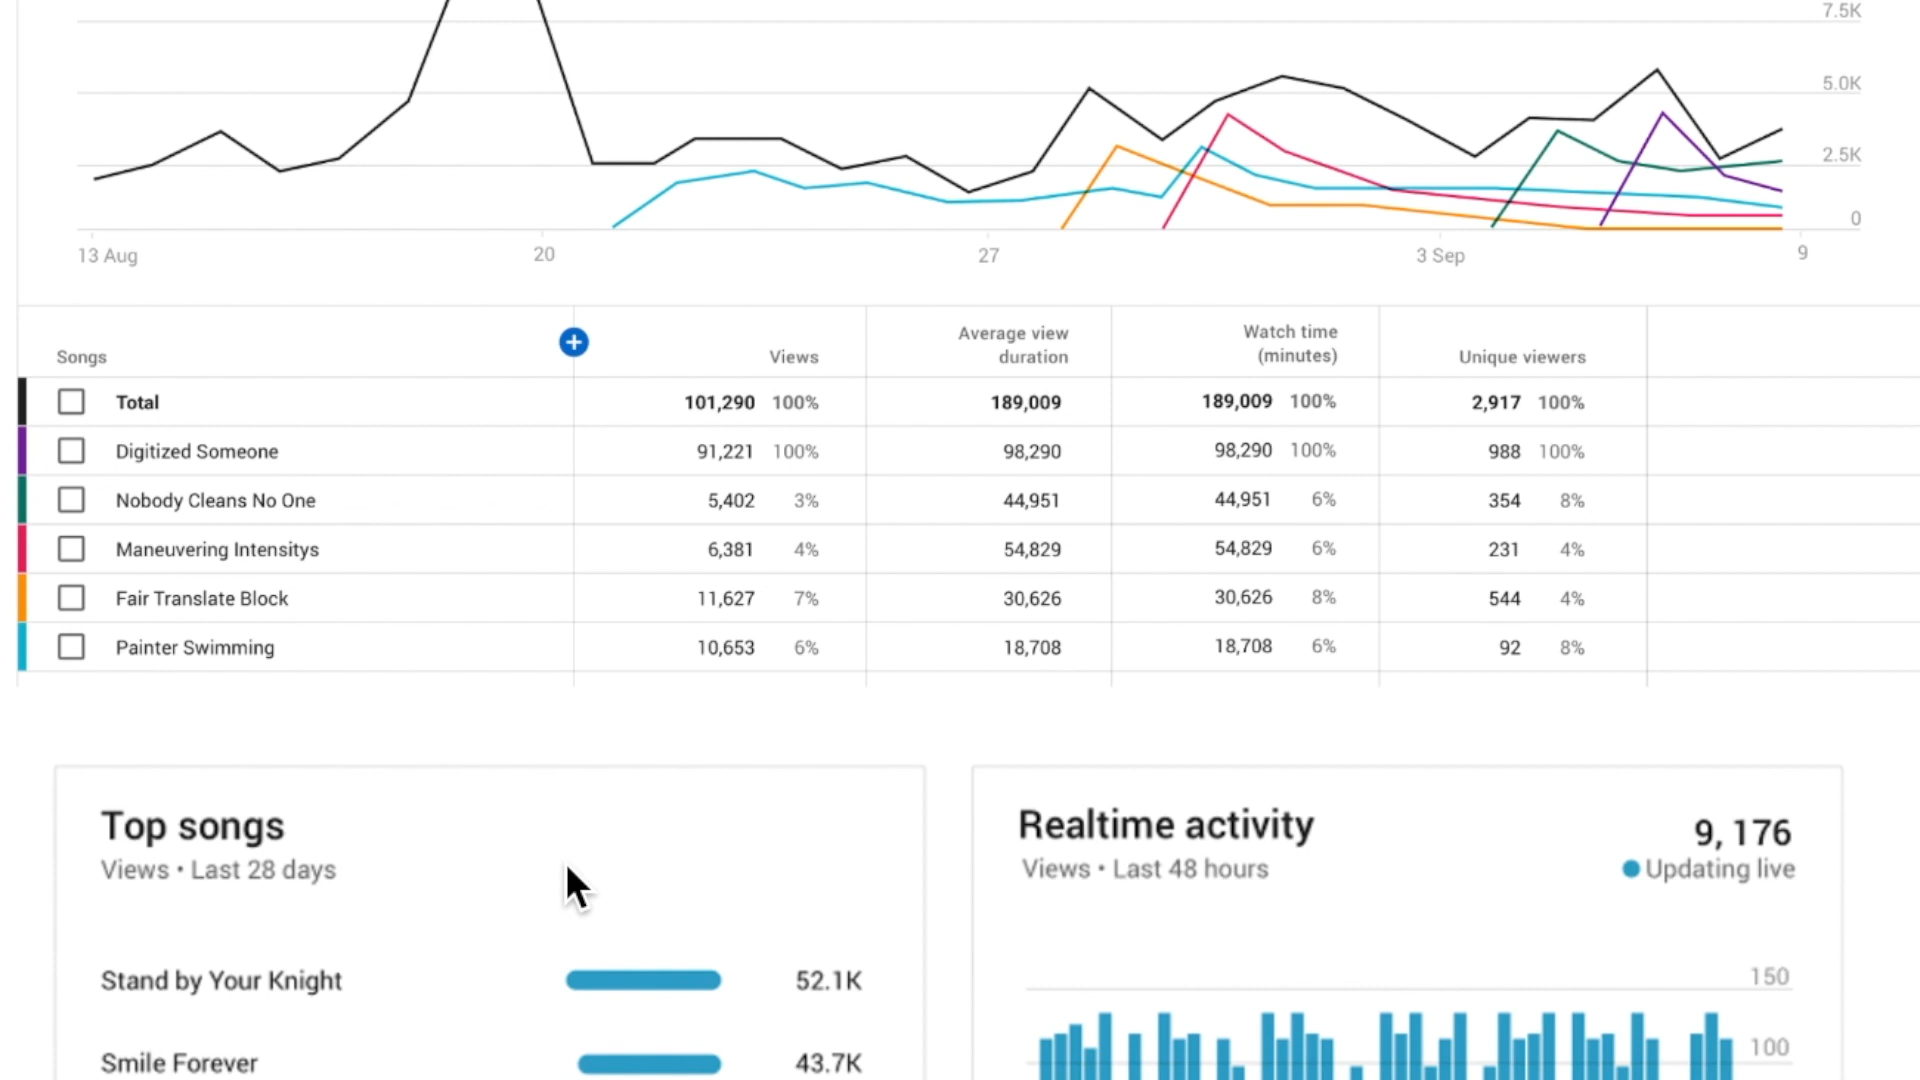 7.5K
5.0K
2.5K
0
13 Aug 20 27 3 Sep 9
Songs Views Average view duration Watch time (minutes) Unique viewers
Total 101,290 100% 189,009 189,009 100% 2,917 100%
Digitized Someone 91,221 100% 98,290 98,290 100% 988 100%
Nobody Cleans No One 5,402 3% 44,951 44,951 6% 354 8%
Maneuvering Intensitys 6,381 4% 54,829 54,829 6% 231 4%
Fair Translate Block 11,627 7% 30,626 30,626 8% 544 4%
Painter Swimming 10,653 6% 18,708 18,708 6% 92 8%
Top songs
Views • Last 28 days
Stand by Your Knight 52.1K
Smile Forever 43.7K
Realtime activity 9, 176
Views • Last 48 hours Updating live
150
100